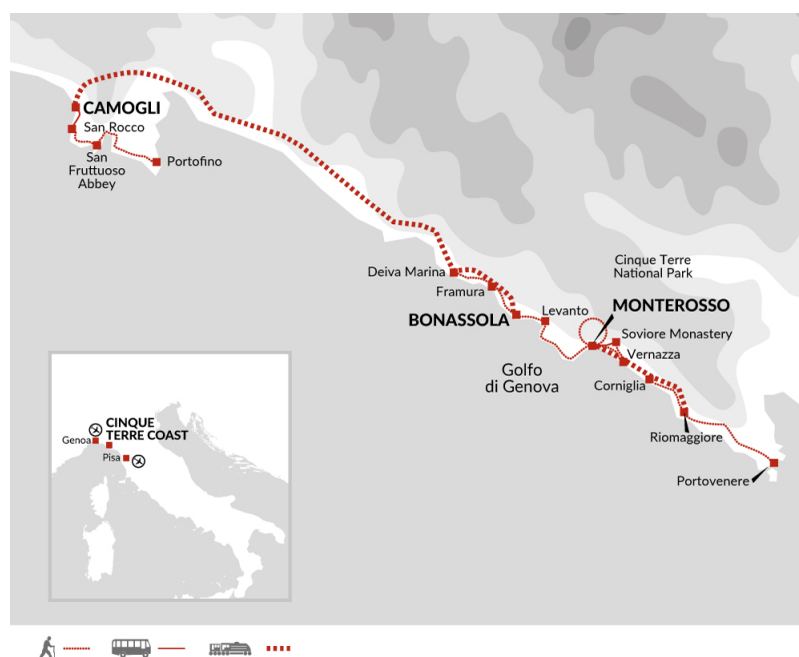 CAMOGLI
San Rocco
San
Fruttuoso
Abbey
Portofino
Deiva Marina
Framura
BONASSOLA
Levanto
Cinque Terre
National Park
MONTEROSSO
Soviore Monastery
Vernazza
Golfo
di Genova
Corniglia
Riomaggiore
Portovenere
CINQUE
TERRE COAST
Genoa
Pisa